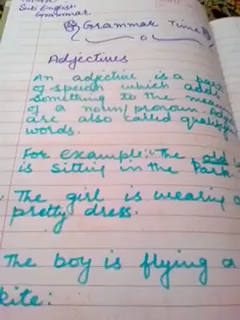 Sub English
Grammar
Grammar Time
Adjectives
An adjective is a part
of speech which adds
something to the meaning
of a noun/pronoun
are also called
words.
For example: The old
is sitting in the Park
The girl is wearing a
pretty dress.
The boy is flying a
kite: